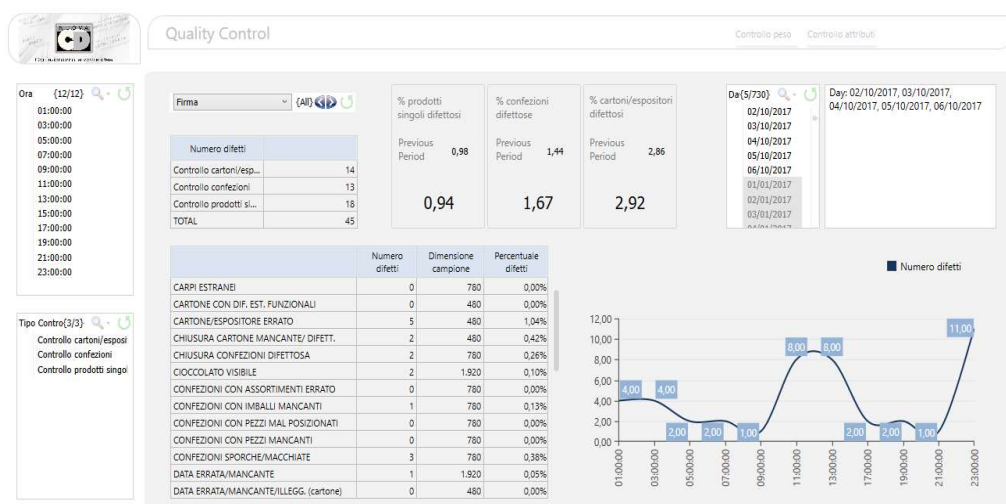 CD
Quality Control
Controllo peso Controllo attributi
Ora {12/12}
01:00:00
03:00:00
05:00:00
07:00:00
09:00:00
11:00:00
13:00:00
15:00:00
17:00:00
19:00:00
21:00:00
23:00:00
Tipo Contro{3/3}
Controllo cartoni/esposi
Controllo confezioni
Controllo prodotti singol
Firma {All}
Numero difetti
Controllo cartoni/esp... 14
Controllo confezioni 13
Controllo prodotti si... 18
TOTAL 45
% prodotti
singoli difettosi
Previous
Period 0,98
0,94
% confezioni
difettose
Previous
Period 1,44
1,67
% cartoni/espositori
difettosi
Previous
Period 2,86
2,92
Da{5/730}
02/10/2017
03/10/2017
04/10/2017
05/10/2017
06/10/2017
01/01/2017
02/01/2017
03/01/2017
04/01/2017
Day: 02/10/2017, 03/10/2017,
04/10/2017, 05/10/2017, 06/10/2017
Numero difetti Dimensione campione Percentuale difetti
CARPI ESTRANEI 0 780 0,00%
CARTONE CON DIF. EST. FUNZIONALI 0 480 0,00%
CARTONE/ESPOSITORE ERRATO 5 480 1,04%
CHIUSURA CARTONE MANCANTE/ DIFETT. 2 480 0,42%
CHIUSURA CONFEZIONI DIFETTOSA 2 780 0,26%
CIOCCOLATO VISIBILE 2 1.920 0,10%
CONFEZIONI CON ASSORTIMENTI ERRATO 0 780 0,00%
CONFEZIONI CON IMBALLI MANCANTI 1 780 0,13%
CONFEZIONI CON PEZZI MAL POSIZIONATI 0 780 0,00%
CONFEZIONI CON PEZZI MANCANTI 0 780 0,00%
CONFEZIONI SPORCHE/MACCHIATE 3 780 0,38%
DATA ERRATA/MANCANTE 1 1.920 0,05%
DATA ERRATA/MANCANTE/ILLEGG. (cartone) 0 480 0,00%
Numero difetti
12,00
10,00
8,00
6,00
4,00
2,00
0,00
4,00 4,00 2,00 2,00 1,00 8,00 8,00 2,00 2,00 1,00 11,00
01:00:00 03:00:00 05:00:00 07:00:00 09:00:00 11:00:00 13:00:00 15:00:00 17:00:00 19:00:00 21:00:00 23:00:00